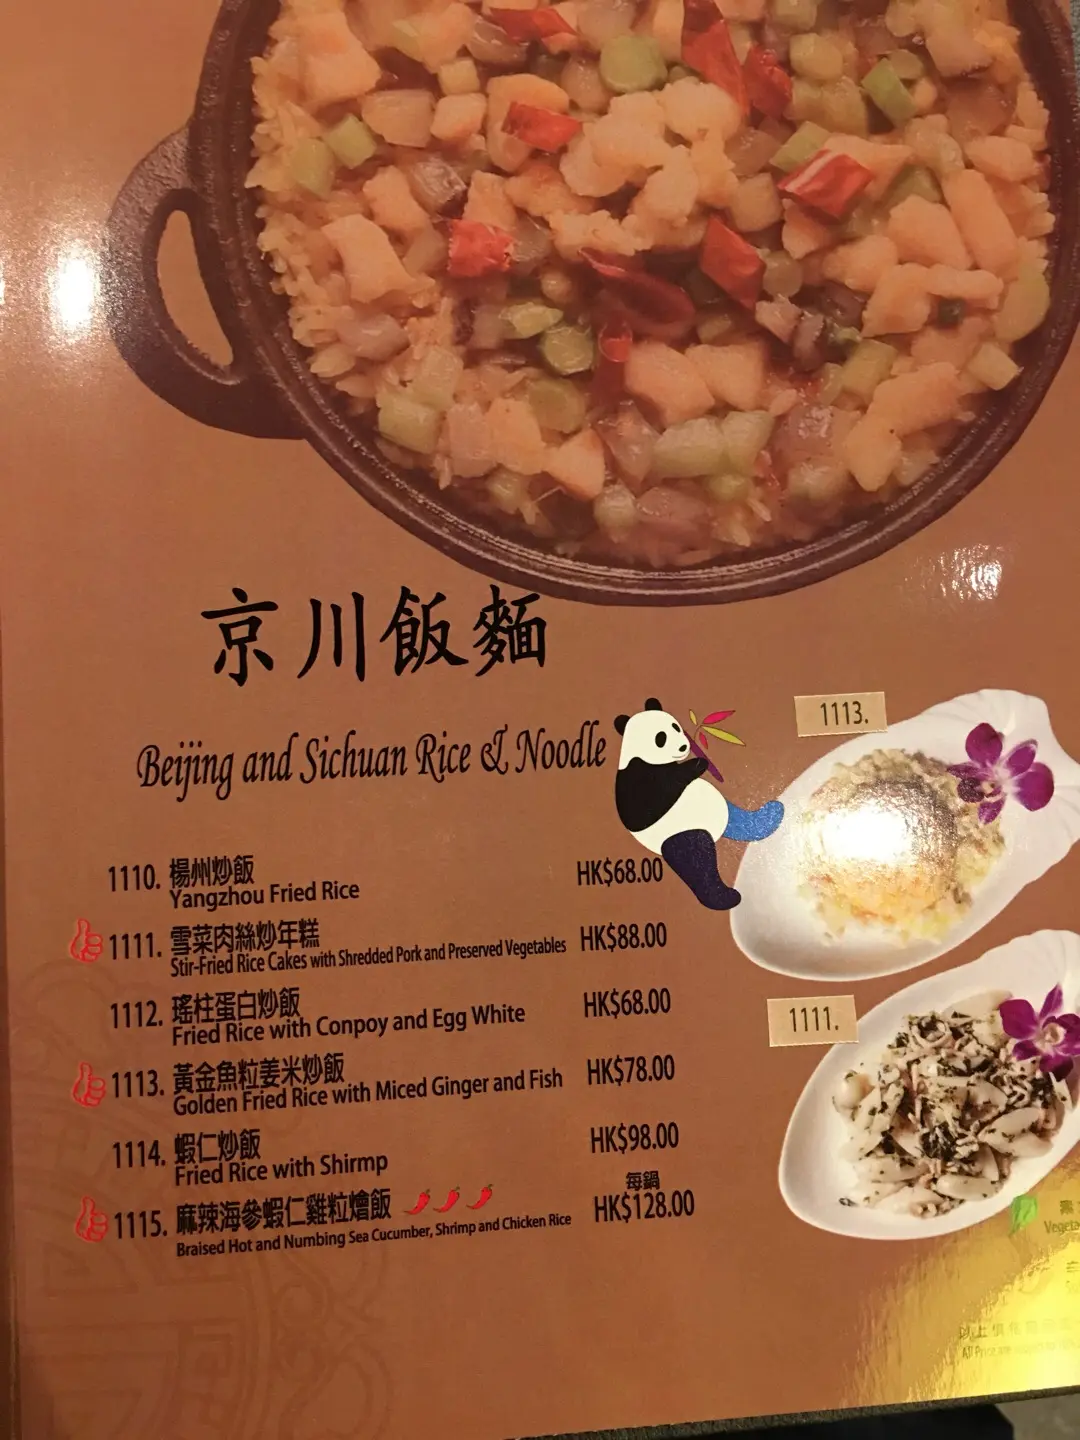 京川飯麵
Beijing and Sichuan Rice & Noodle
1113.
1110. 楊州炒飯 HK$68.00
Yangzhou Fried Rice
1111. 雪菜肉絲炒年糕 HK$88.00
Stir-Fried Rice Cakes with Shredded Pork and Preserved Vegetables
1111.
1112. 瑤柱蛋白炒飯 HK$68.00
Fried Rice with Conpoy and Egg White
1113. 黃金魚粒姜米炒飯 HK$78.00
Golden Fried Rice with Miced Ginger and Fish
1114. 蝦仁炒飯 HK$98.00
Fried Rice with Shirmp
每鍋
1115. 麻辣海參蝦仁雞粒燴飯 HK$128.00
Braised Hot and Numbing Sea Cucumber, Shrimp and Chicken Rice
以上價
All Price are